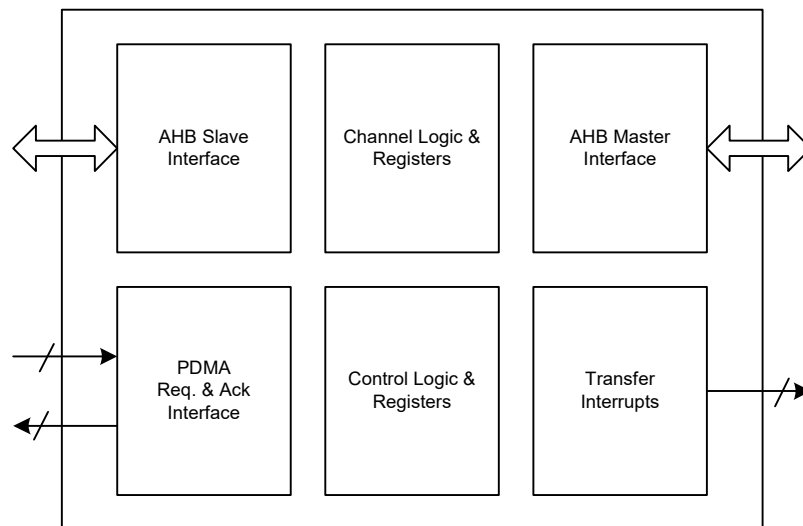 AHB Slave
Interface
Channel Logic &
Registers
AHB Master
Interface
PDMA
Req. & Ack
Interface
Control Logic &
Registers
Transfer
Interrupts